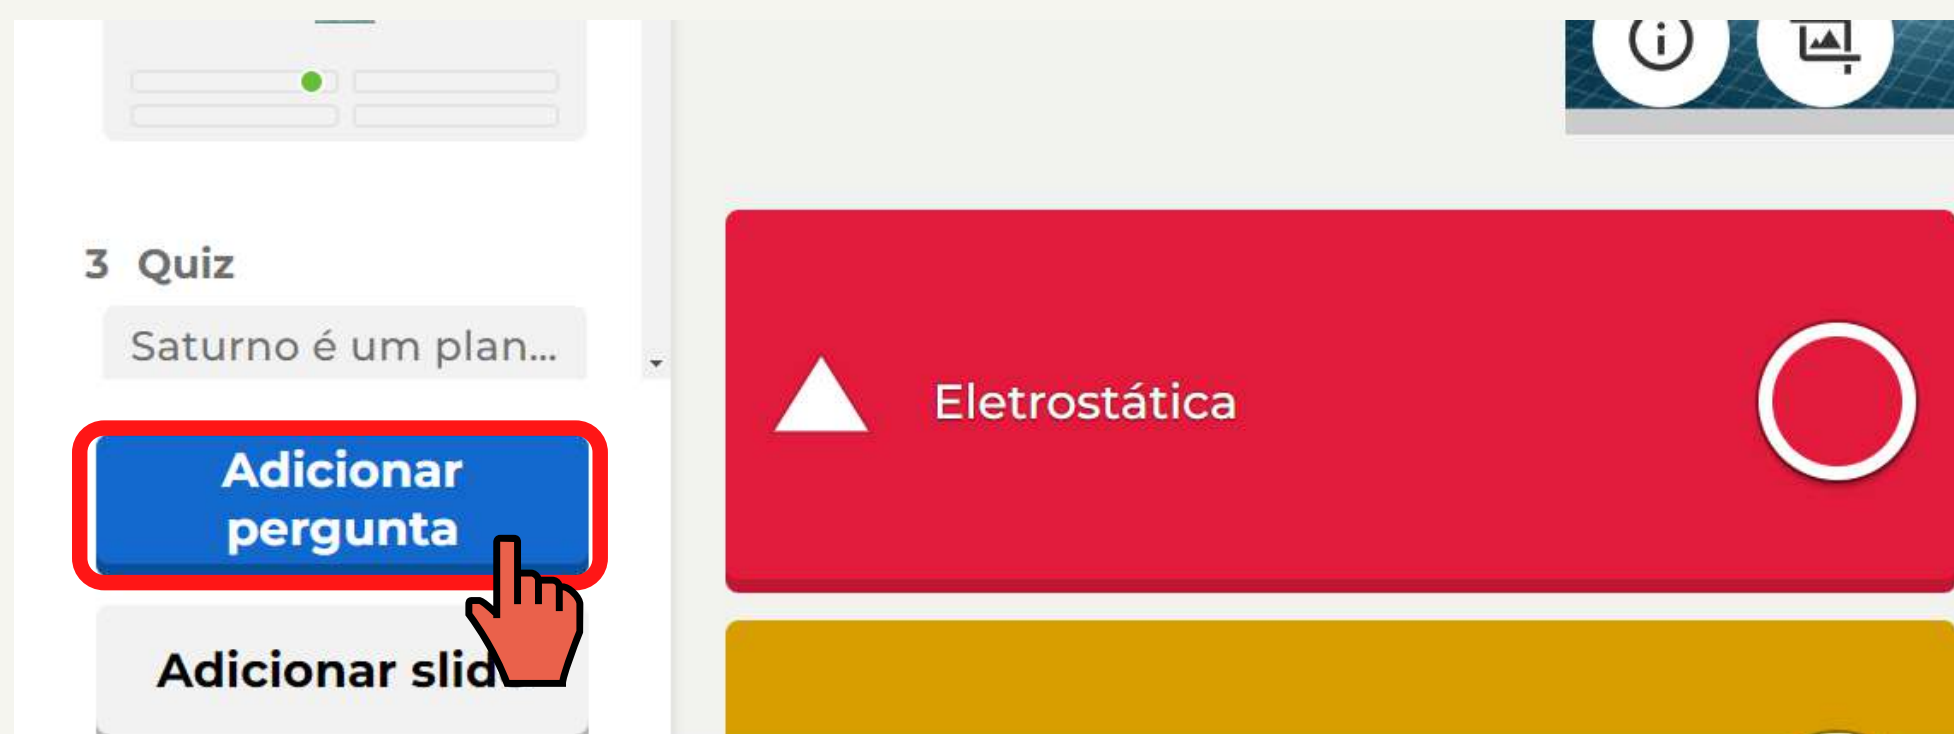 3 Quiz
Saturno é um plan...
Adicionar
pergunta
Adicionar slid
Eletrostática